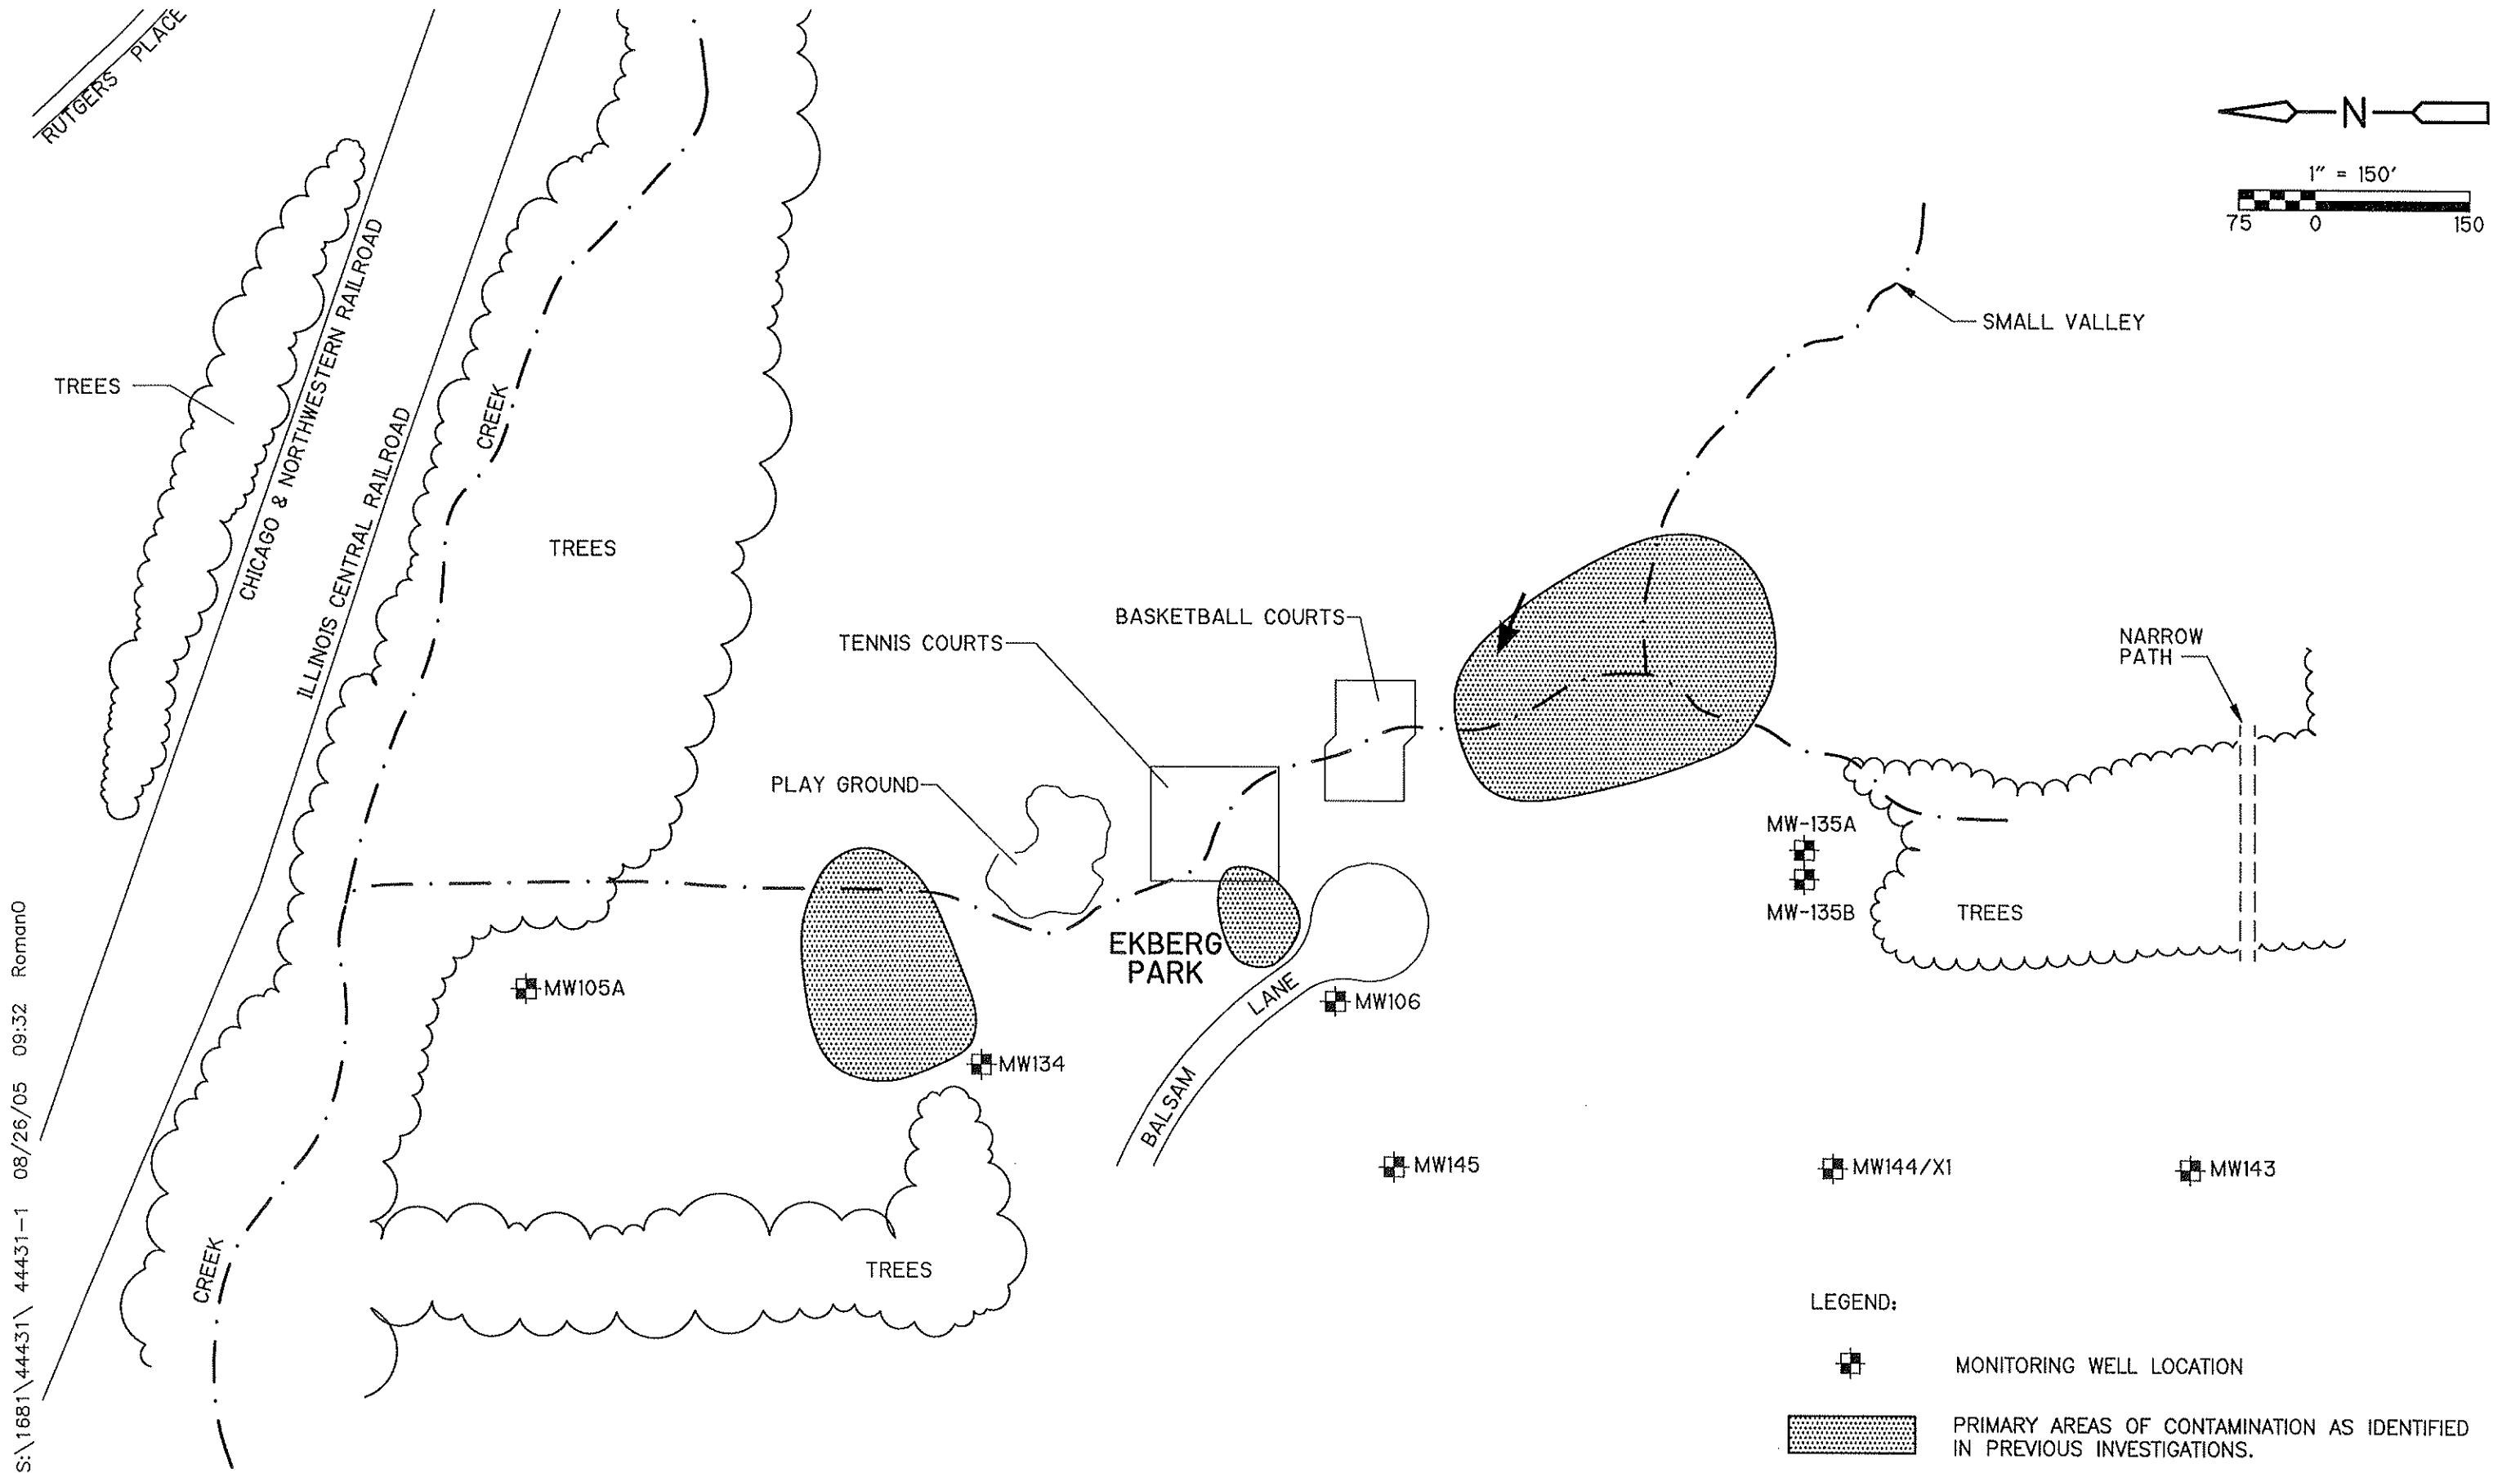 RUTGERS PLACE
N
1" = 150'
75 0 150
SMALL VALLEY
TREES
CHICAGO & NORTHWESTERN RAILROAD
ILLINOIS CENTRAL RAILROAD
CREEK
TREES
BASKETBALL COURTS
TENNIS COURTS
NARROW
PATH
PLAY GROUND
MW-135A
MW-135B
TREES
EKBERG
PARK
MW105A
MW106
BALSAM LANE
MW134
MW145
MW144/X1
MW143
CREEK
TREES
LEGEND:
MONITORING WELL LOCATION
PRIMARY AREAS OF CONTAMINATION AS IDENTIFIED
IN PREVIOUS INVESTIGATIONS.
S:\1681\44431\ 44431-1 08/26/05 09:32 RomanO